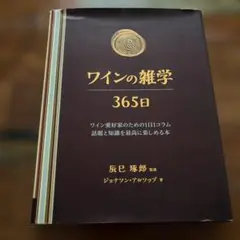 ワインの雑学
365日
ワイン愛好家のための1日1コラム
話題と知識を最高に楽しめる本
辰巳 琢郎 監修
ジョナサン・アルソップ 著